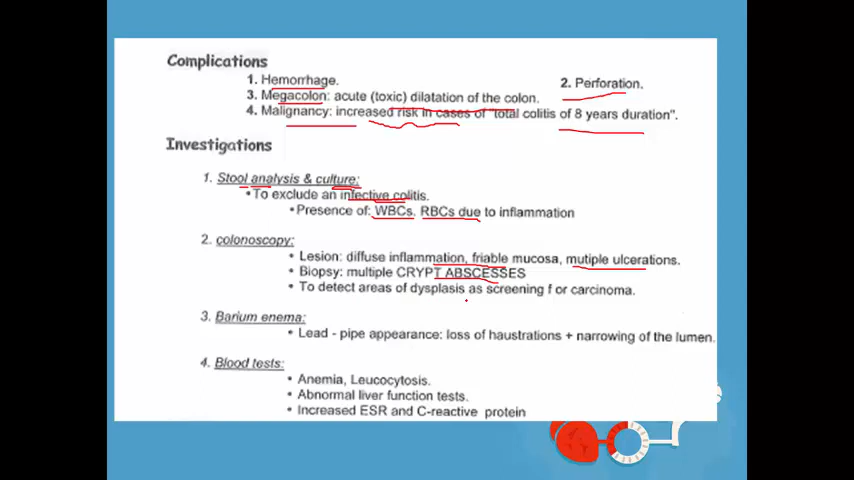 Complications
1. Hemorrhage. 2. Perforation.
3. Megacolon: acute (toxic) dilatation of the colon.
4. Malignancy: increased risk in cases of "total colitis of 8 years duration".
Investigations
1. Stool analysis & culture:
• To exclude an infective colitis.
• Presence of: WBCs. RBCs due to inflammation
2. colonoscopy:
• Lesion: diffuse inflammation, friable mucosa, mutiple ulcerations.
• Biopsy: multiple CRYPT ABSCESSES
• To detect areas of dysplasis as screening f or carcinoma.
3. Barium enema:
• Lead - pipe appearance: loss of haustrations + narrowing of the lumen.
4. Blood tests:
• Anemia, Leucocytosis.
• Abnormal liver function tests.
• Increased ESR and C-reactive protein